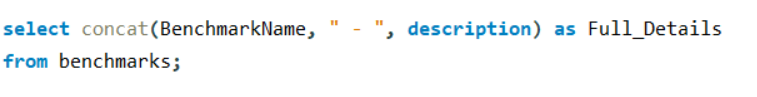 select concat(BenchmarkName, " - ", description) as Full_Details
from benchmarks;